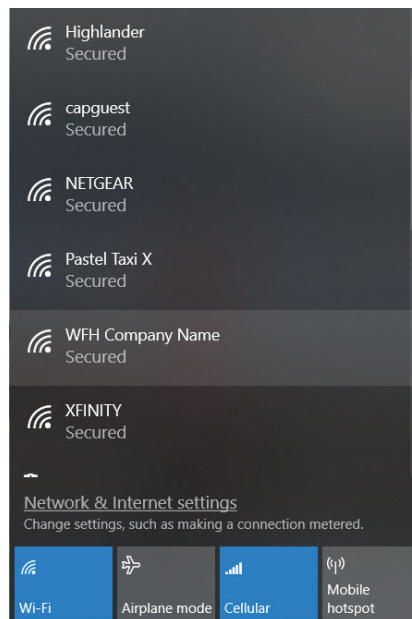 Highlander
Secured
capguest
Secured
NETGEAR
Secured
Pastel Taxi X
Secured
WFH Company Name
Secured
XFINITY
Secured
Network & Internet settings
Change settings, such as making a connection metered.
Wi-Fi
Airplane mode
Cellular
Mobile
hotspot